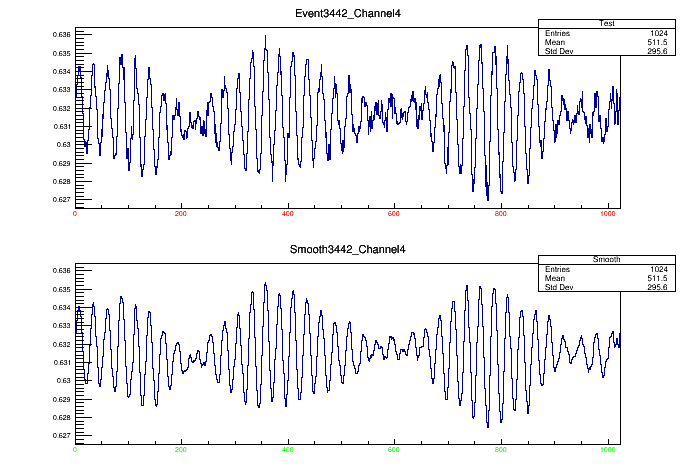 Event3442_Channel4
Test
Entries 1024
Mean 511.5
Std Dev 295.6
0.636
0.635
0.634
0.633
0.632
0.631
0.63
0.629
0.628
0.627
0 200 400 600 800 1000
Smooth3442_Channel4
Smooth
Entries 1024
Mean 511.5
Std Dev 295.6
0.636
0.635
0.634
0.633
0.632
0.631
0.63
0.629
0.628
0.627
0 200 400 600 800 1000